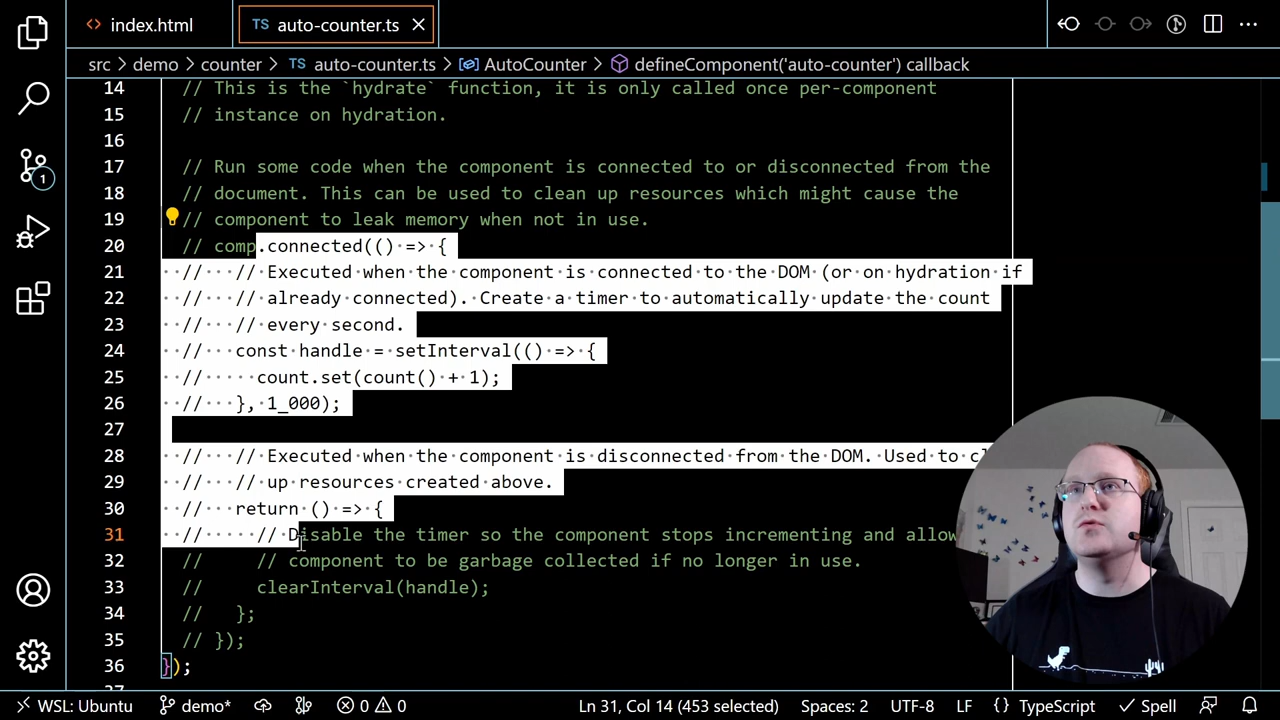 index.html
TS auto-counter.ts
src > demo > counter > TS auto-counter.ts > AutoCounter > defineComponent('auto-counter') callback
14 // This is the `hydrate` function, it is only called once per-component
15 // instance on hydration.
16
17 // Run some code when the component is connected to or disconnected from the
18 // document. This can be used to clean up resources which might cause the
19 // component to leak memory when not in use.
20 // comp.connected(() => {
21 // // Executed when the component is connected to the DOM (or on hydration if
22 // // already connected). Create a timer to automatically update the count
23 // // every second.
24 // const handle = setInterval(() => {
25 // count.set(count() + 1);
26 // }, 1_000);
27
28 // // Executed when the component is disconnected from the DOM. Used to
29 // // up resources created above.
30 // return () => {
31 // // Disable the timer so the component stops incrementing and allow
32 // // component to be garbage collected if no longer in use.
33 // clearInterval(handle);
34 // };
35 // });
36 });
1
WSL: Ubuntu demo* 0 0 Ln 31, Col 14 (453 selected) Spaces: 2 UTF-8 LF {} TypeScript Spell